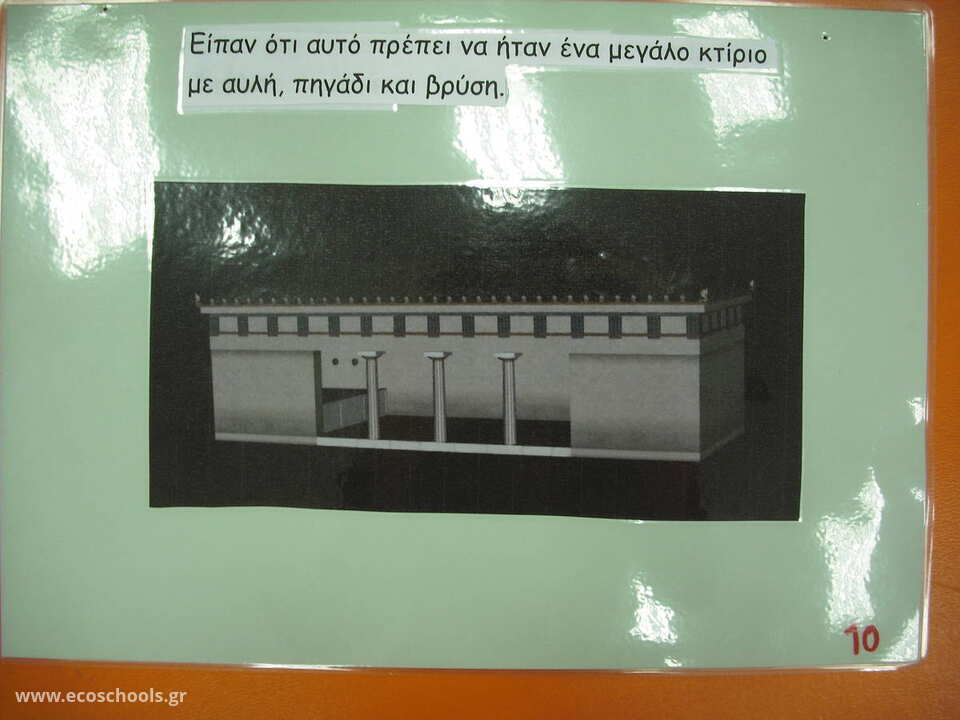 Είπαν ότι αυτό πρέπει να ήταν ένα μεγάλο κτίριο
με αυλή, πηγάδι και βρύση.
10
www.ecoschools.gr